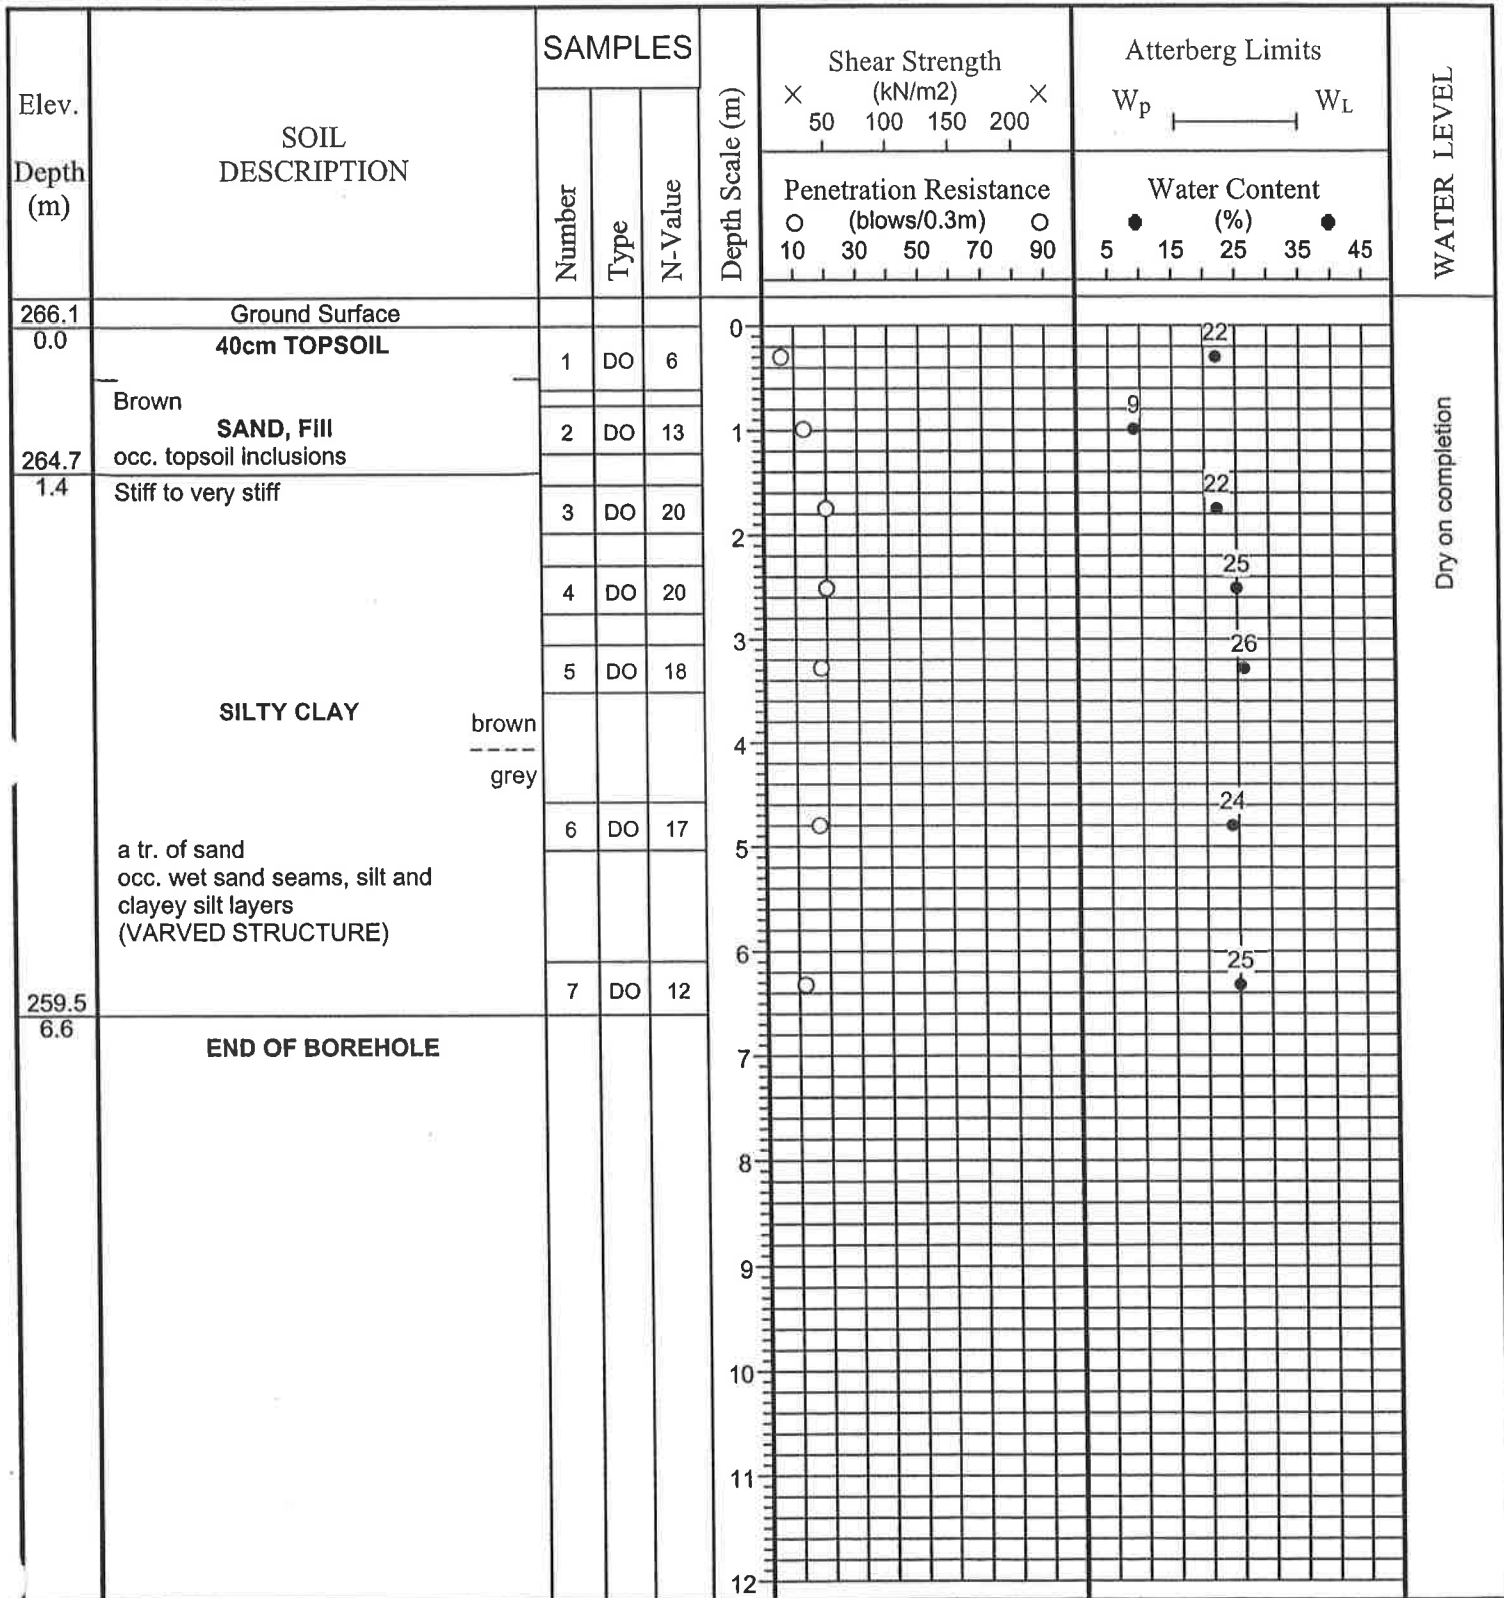 Elev.
Depth
(m)
SOIL
DESCRIPTION
SAMPLES
Number
Type
N-Value
Depth Scale (m)
Shear Strength
× (kN/m2) ×
50 100 150 200
Penetration Resistance
O (blows/0.3m) O
10 30 50 70 90
Atterberg Limits
Wp WL
Water Content
● (%) ●
5 15 25 35 45
WATER LEVEL
266.1 Ground Surface
0.0 40cm TOPSOIL
1 DO 6
Brown
SAND, Fill
2 DO 13
264.7 occ. topsoil inclusions
1.4 Stiff to very stiff
3 DO 20
4 DO 20
5 DO 18
SILTY CLAY
brown
----
grey
6 DO 17
a tr. of sand
occ. wet sand seams, silt and
clayey silt layers
(VARVED STRUCTURE)
7 DO 12
259.5
6.6
END OF BOREHOLE
0
1
2
3
4
5
6
7
8
9
10
11
12
22
9
22
25
26
24
25
Dry on completion